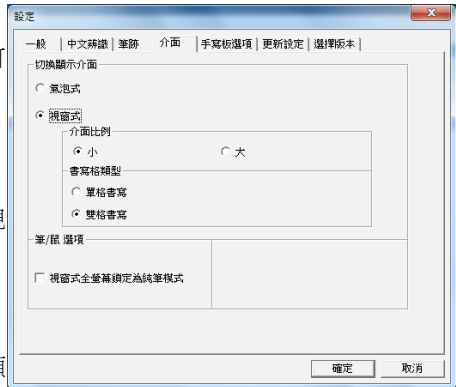 設定
一般 中文辨識 筆跡 介面 手寫板選項 更新設定 選擇版本
切換顯示介面
氣泡式
視窗式
介面比例
小 大
書寫格類型
單格書寫
雙格書寫
筆/鼠 選項
視窗式全螢幕鎖定為純筆模式
確定 取消